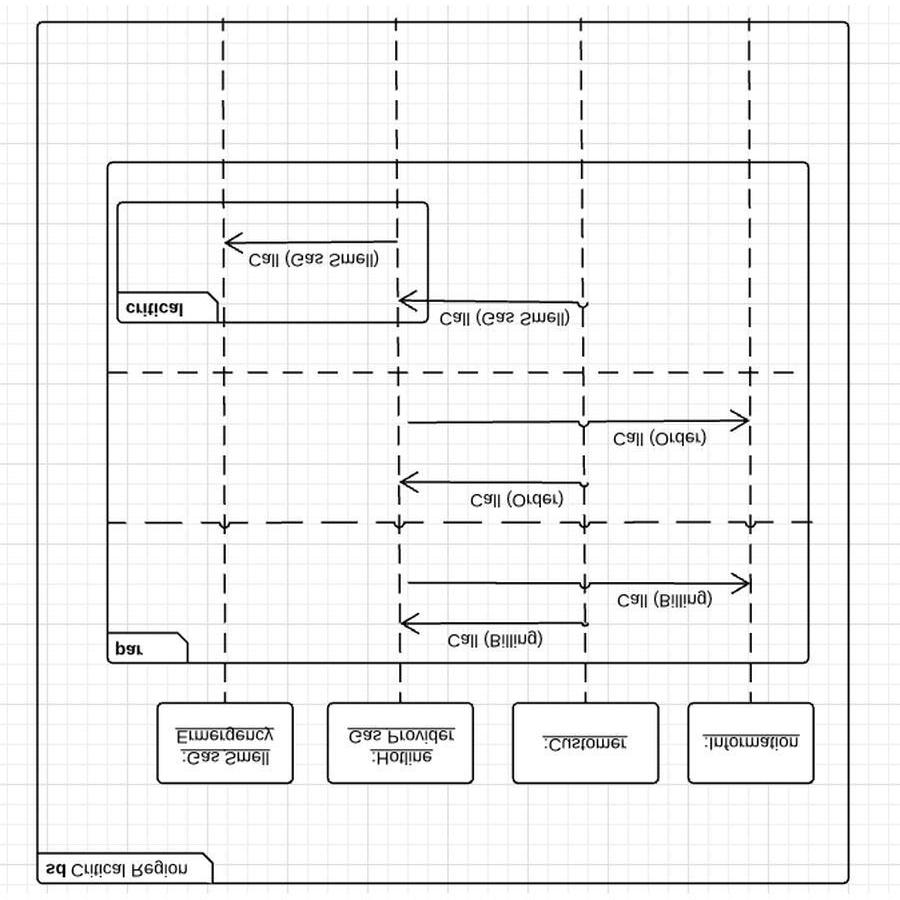 sd Critical Region
:Gas Smell
Ermergency
:Hotline
Gas Provider
:Customer
:Information
par
Call (Billing)
Call (Billing)
Call (Order)
Call (Order)
critical
Call (Gas Smell)
Call (Gas Smell)